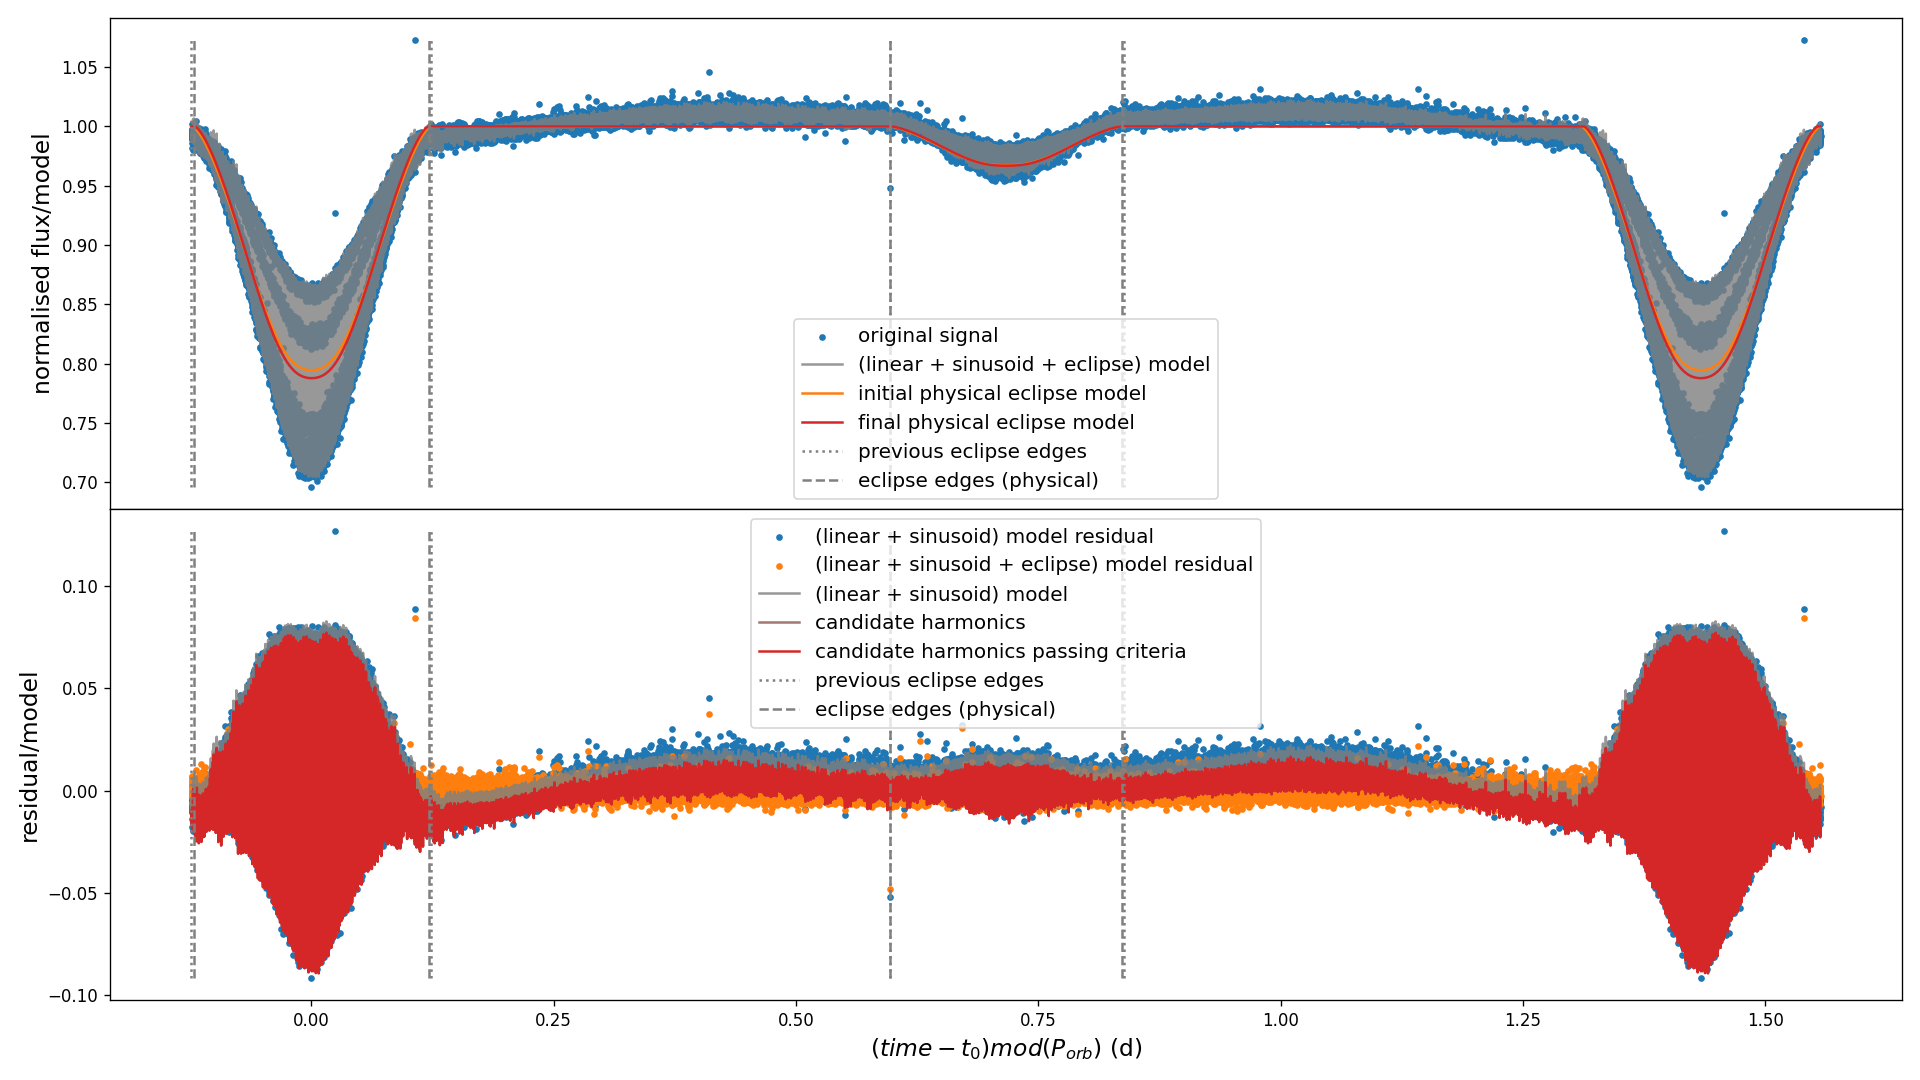 normalised flux/model
1.05
1.00
0.95
0.90
0.85
0.80
0.75
0.70
original signal
(linear + sinusoid + eclipse) model
initial physical eclipse model
final physical eclipse model
previous eclipse edges
eclipse edges (physical)
residual/model
0.10
0.05
0.00
−0.05
−0.10
(linear + sinusoid) model residual
(linear + sinusoid + eclipse) model residual
(linear + sinusoid) model
candidate harmonics
candidate harmonics passing criteria
previous eclipse edges
eclipse edges (physical)
0.00 0.25 0.50 0.75 1.00 1.25 1.50
(time − t₀)mod(P_orb) (d)